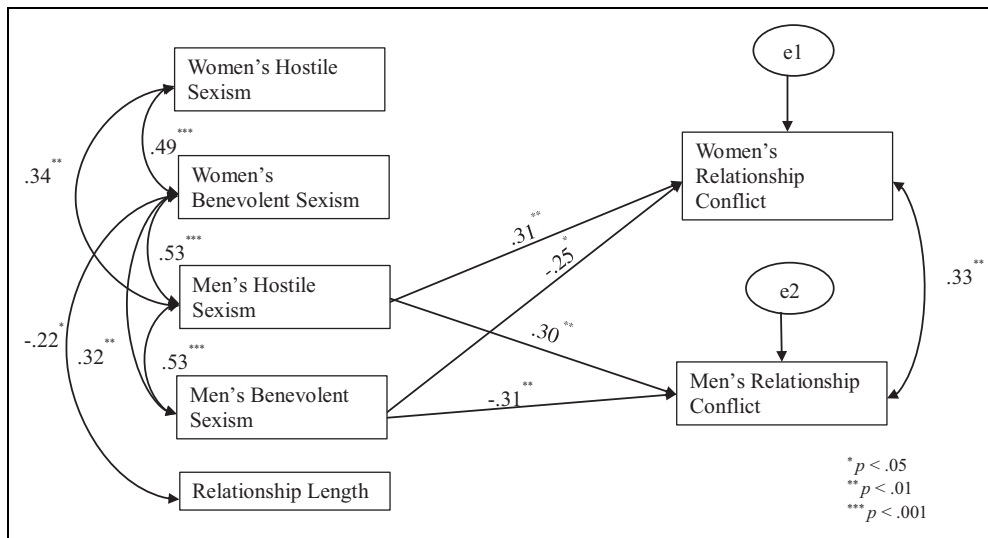 Women's Hostile
Sexism
.49***
.34**
Women's
Benevolent Sexism
.53***
Men's Hostile
Sexism
-.22*
.32**
.53***
Men's Benevolent
Sexism
Relationship Length
.31**
-.25*
.30**
-.31**
e1
Women's
Relationship
Conflict
.33**
e2
Men's Relationship
Conflict
* p < .05
** p < .01
*** p < .001